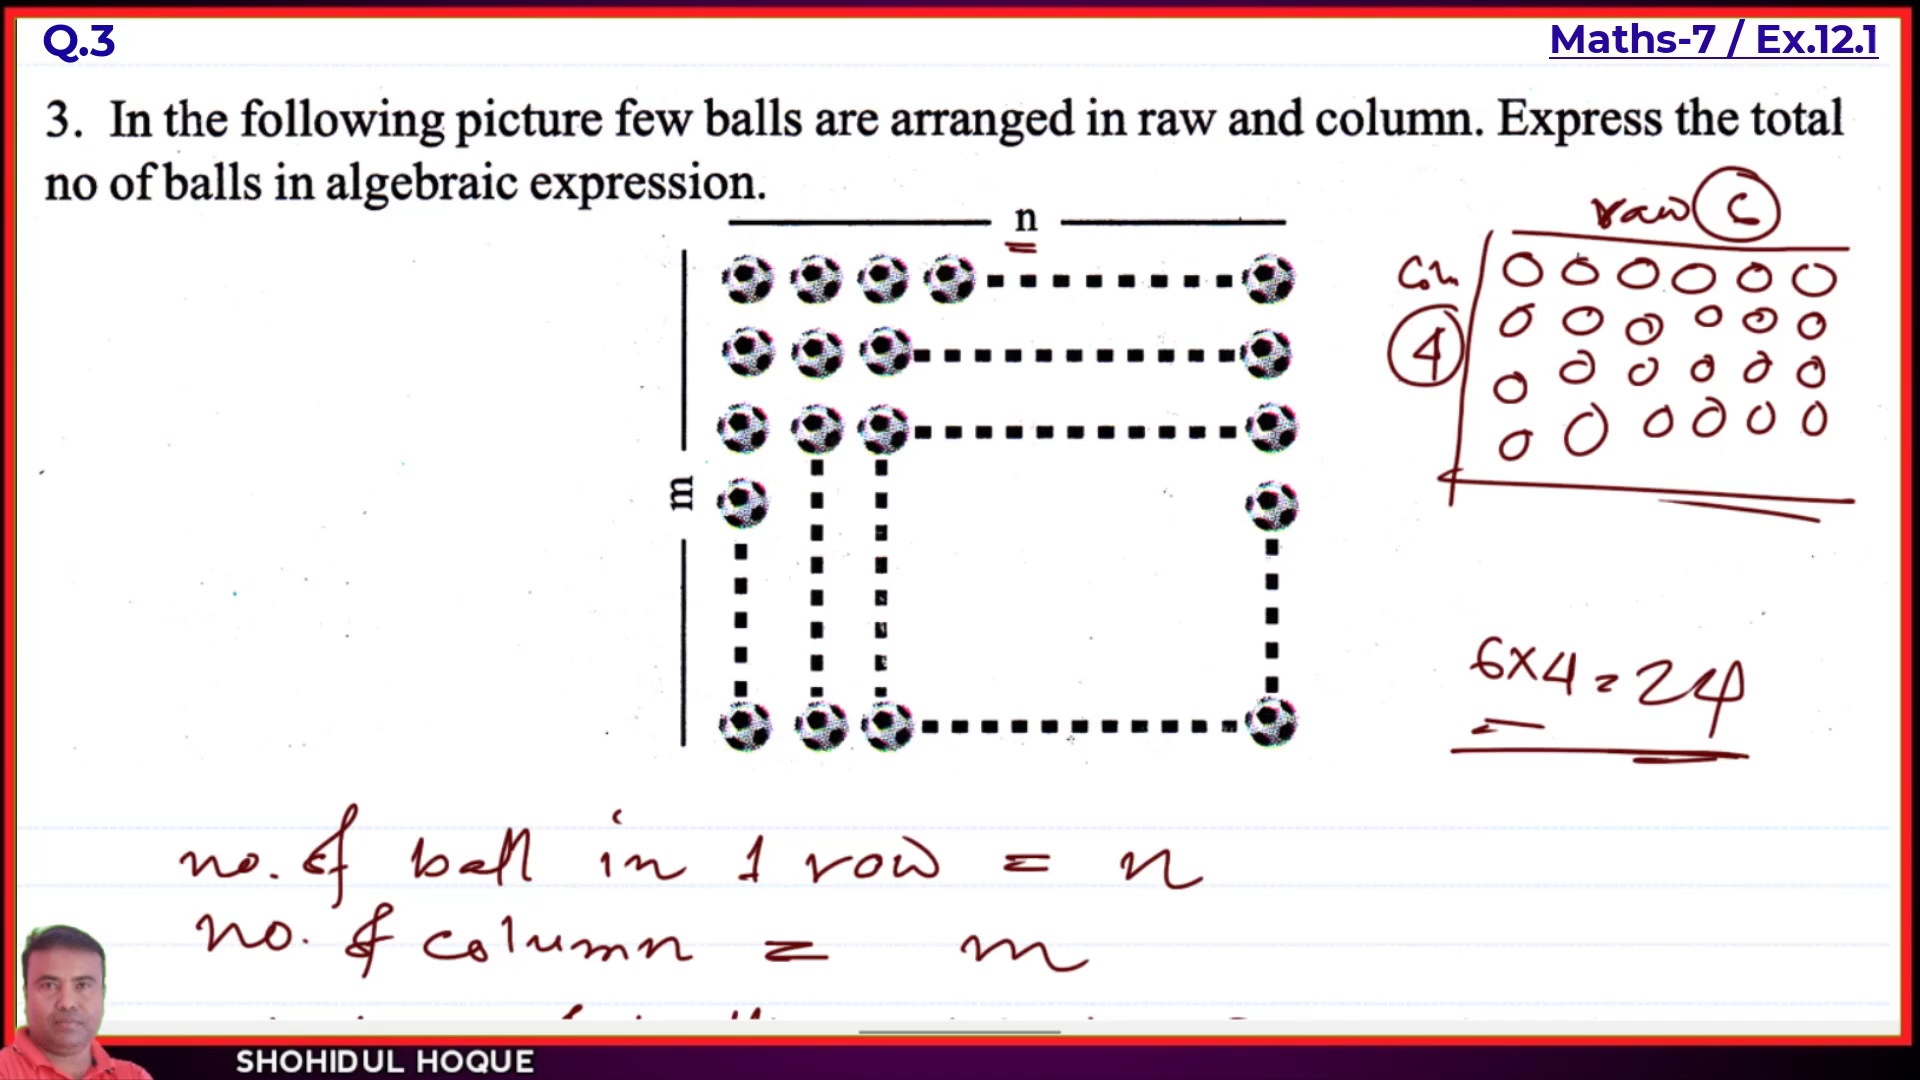 Q.3
Maths-7 / Ex.12.1
3. In the following picture few balls are arranged in raw and column. Express the total
no of balls in algebraic expression.
n
m
raw 6
4
6x4=24
no. of ball in 1 row = n
no. of column = m
SHOHIDUL HOQUE